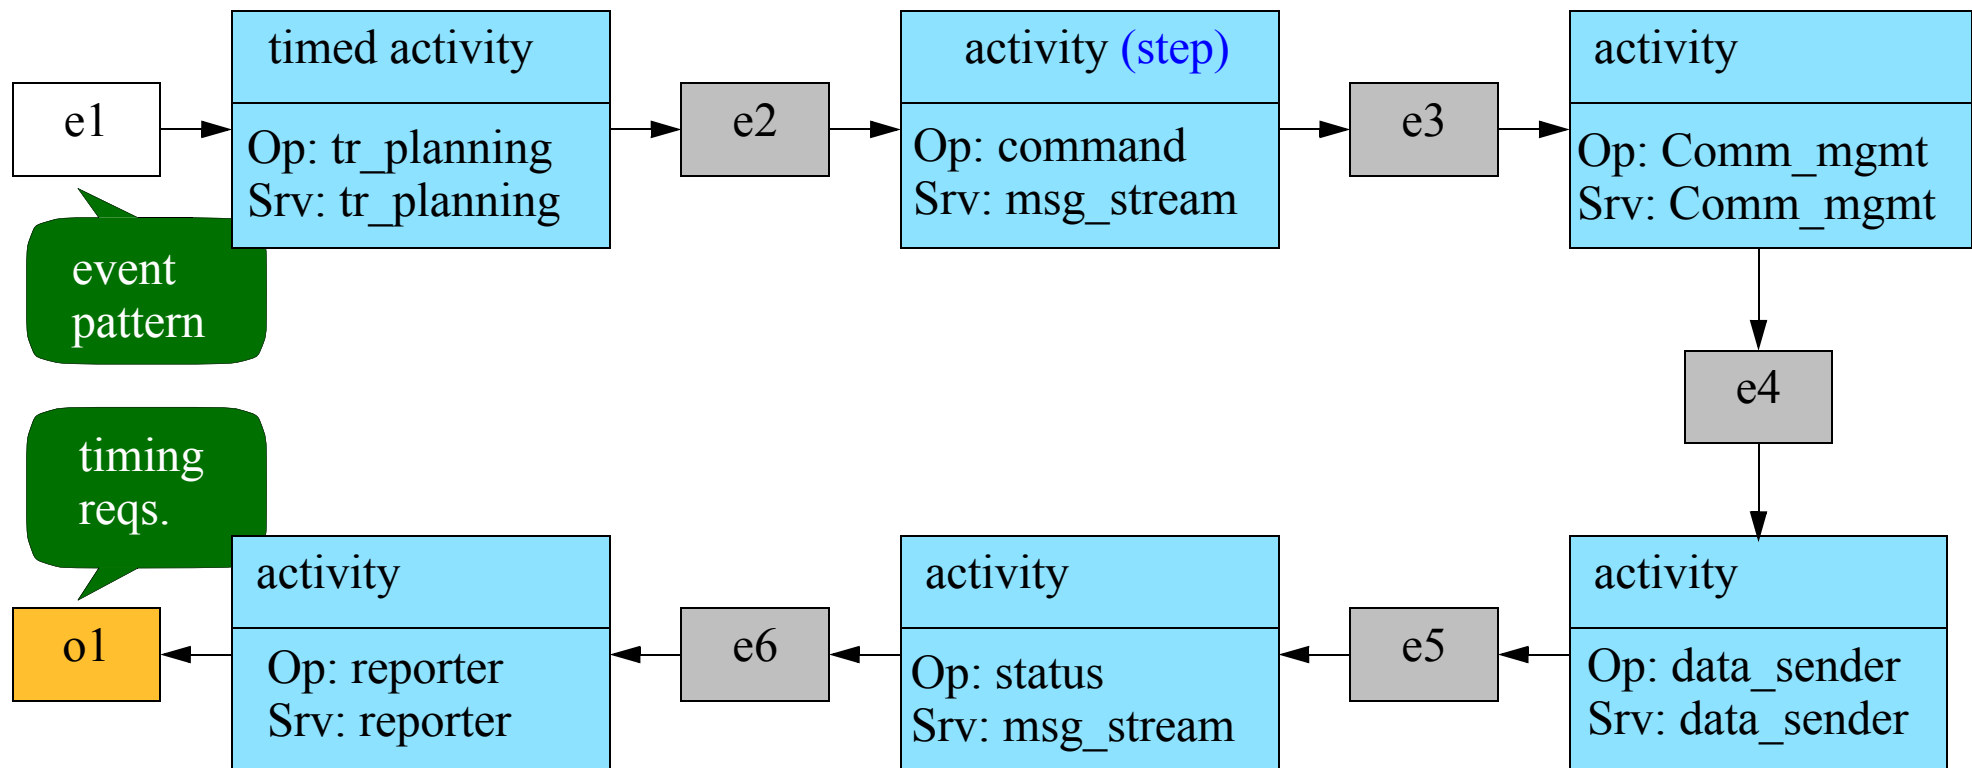 e1
timed activity
Op: tr_planning
Srv: tr_planning
e2
activity (step)
Op: command
Srv: msg_stream
e3
activity
Op: Comm_mgmt
Srv: Comm_mgmt
event
pattern
e4
timing
reqs.
activity
Op: data_sender
Srv: data_sender
e5
activity
Op: status
Srv: msg_stream
e6
activity
Op: reporter
Srv: reporter
o1